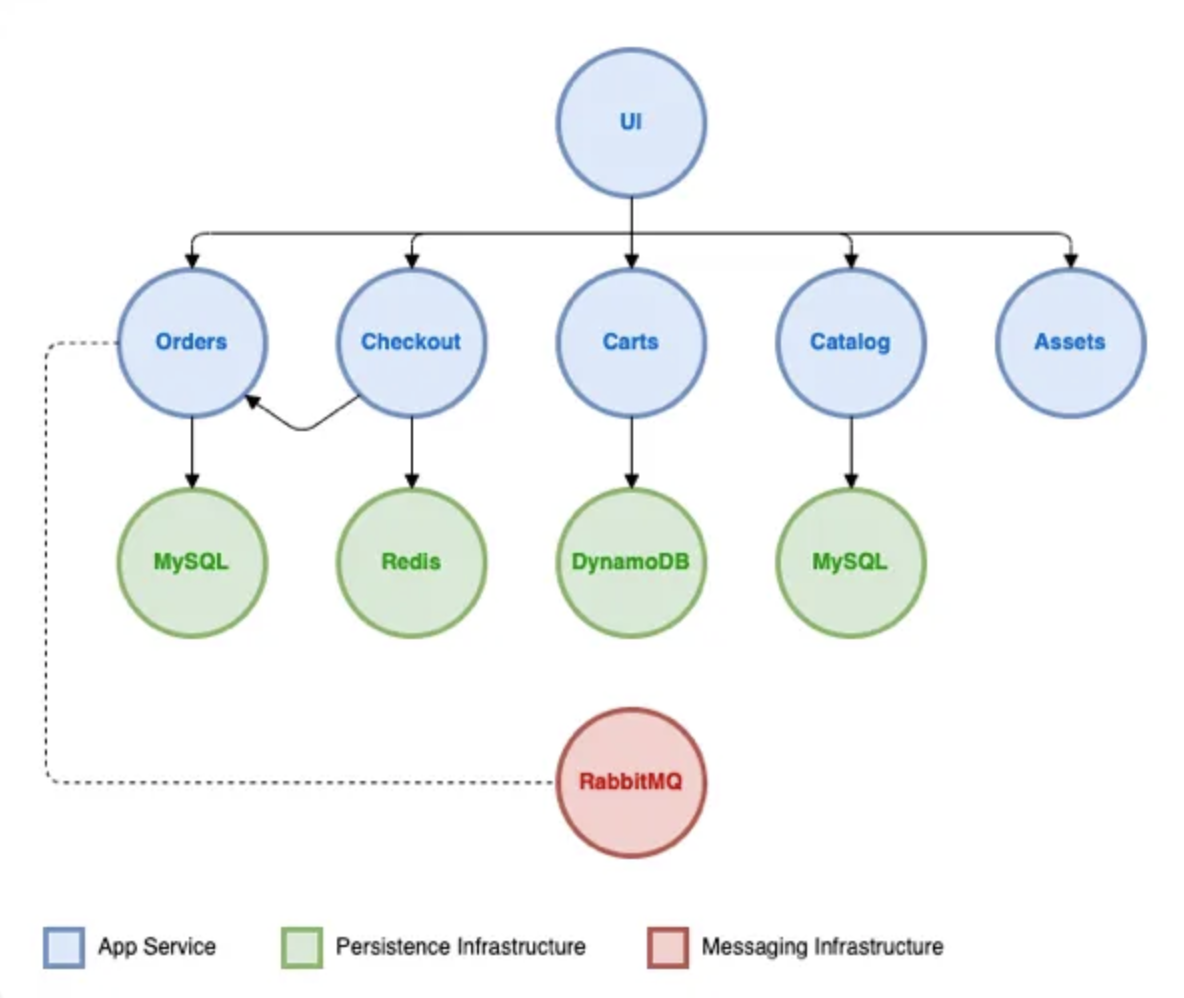 UI
Orders
Checkout
Carts
Catalog
Assets
MySQL
Redis
DynamoDB
MySQL
RabbitMQ
App Service
Persistence Infrastructure
Messaging Infrastructure